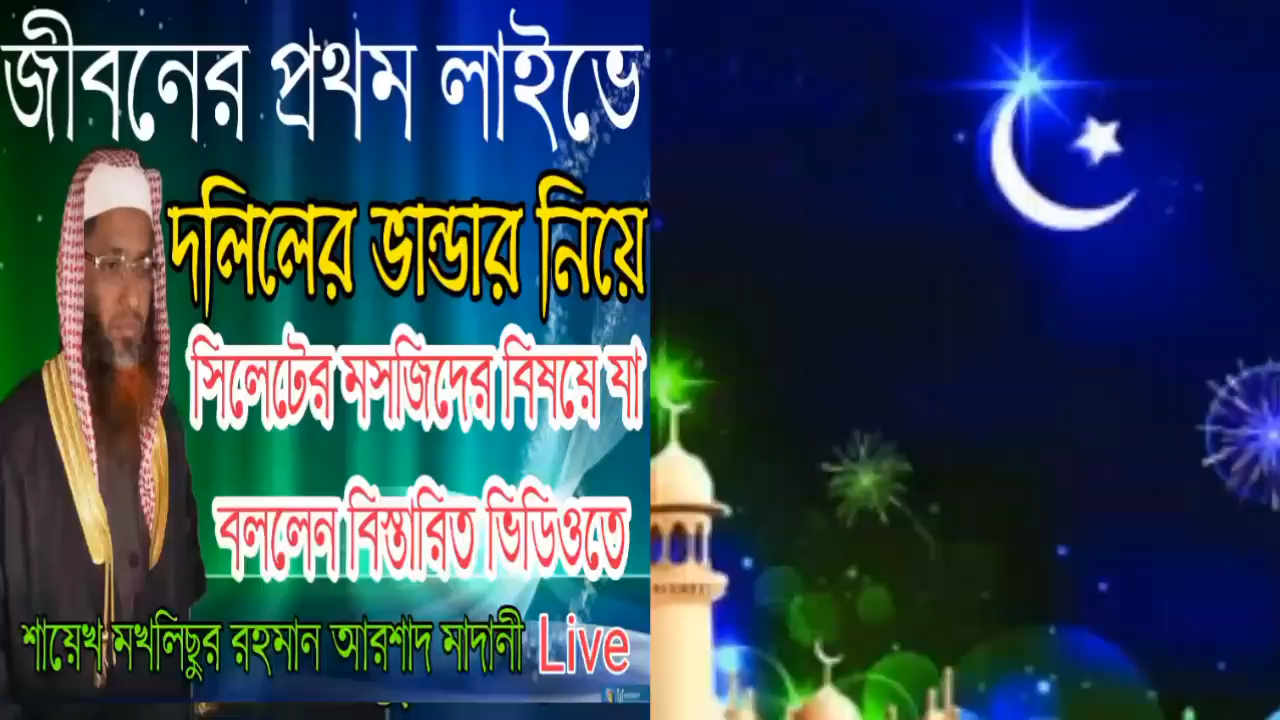 জীবনের প্রথম লাইভে
দলিলের ভান্ডার নিয়ে
সিলেটের মসজিদের বিষয়ে যা
বললেন বিস্তারিত ভিডিওতে
শায়েখ মখলিছুর রহমান আরশাদ মাদানী Live